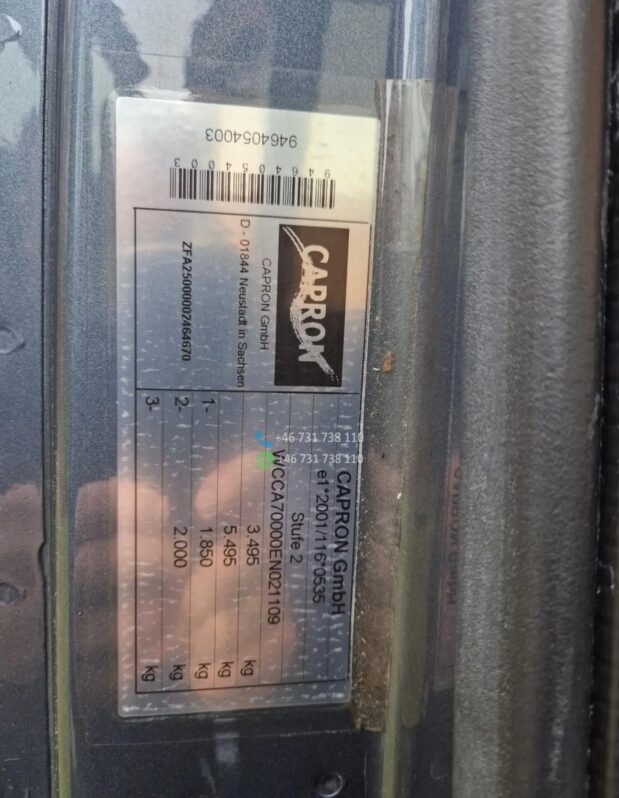 9464054003
9464054003
CAPRON
CAPRON GmbH
D - 01844 Neustadt in Sachsen
ZFA25000002464670
CAPRON GmbH
e1*2001/116*0535
Stufe 2
WCCA70000EN021109
3.495 kg
5.495 kg
1- 1.850 kg
2- 2.000 kg
3- kg
+46 731 738 110
+46 731 738 110